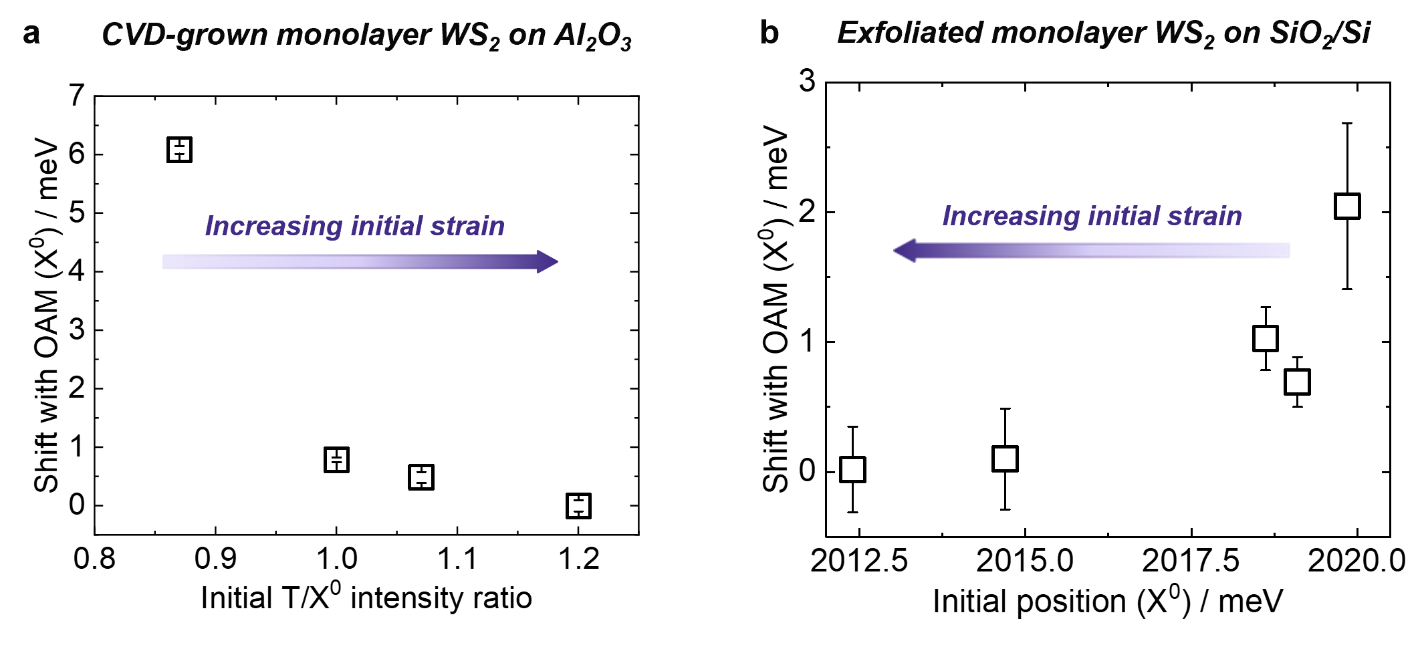 a CVD-grown monolayer WS₂ on Al₂O₃
7
6
5
4
3
2
1
0
Shift with OAM (X⁰) / meV
Increasing initial strain
0.8 0.9 1.0 1.1 1.2
Initial T/X⁰ intensity ratio
b Exfoliated monolayer WS₂ on SiO₂/Si
3
2
1
0
Shift with OAM (X⁰) / meV
Increasing initial strain
2012.5 2015.0 2017.5 2020.0
Initial position (X⁰) / meV